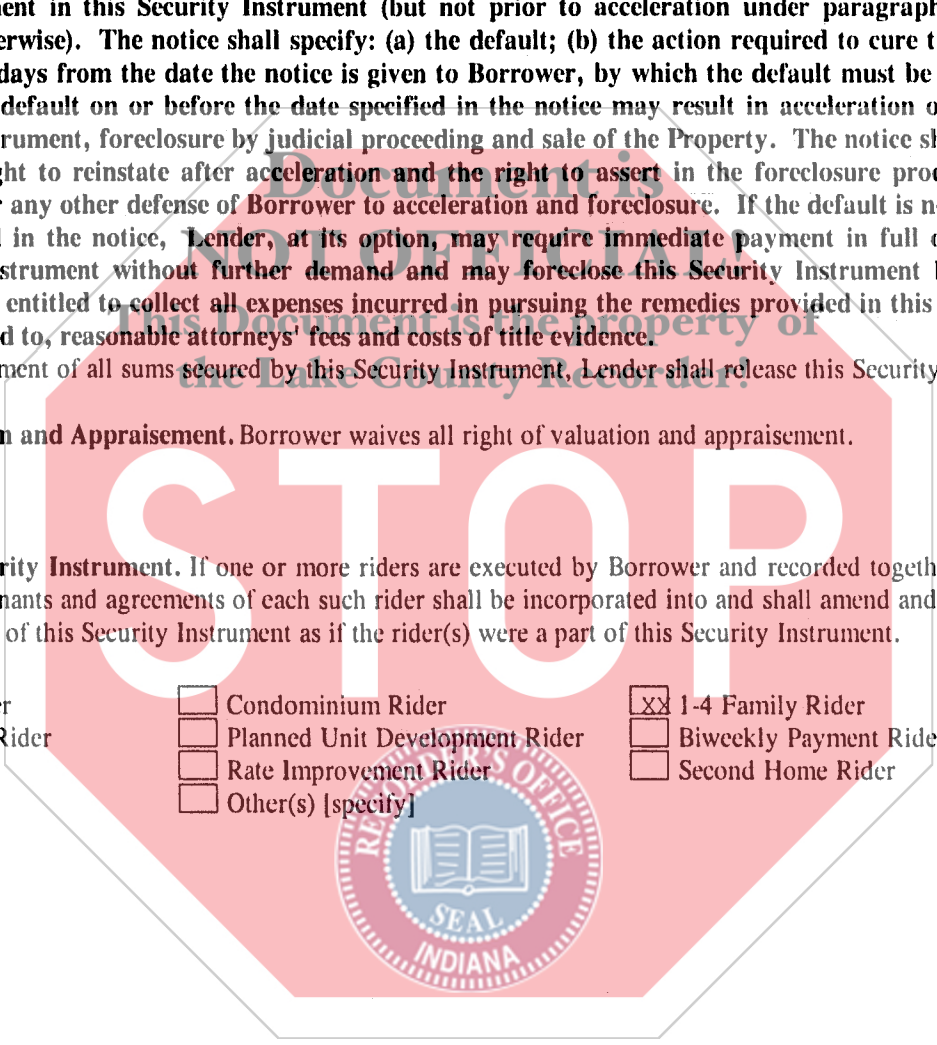 ment in this Security Instrument (but not prior to acceleration under paragraph
erwise). The notice shall specify: (a) the default; (b) the action required to cure t
days from the date the notice is given to Borrower, by which the default must be
default on or before the date specified in the notice may result in acceleration o
rument, foreclosure by judicial proceeding and sale of the Property. The notice sh
ght to reinstate after acceleration and the right to assert in the foreclosure proc
r any other defense of Borrower to acceleration and foreclosure. If the default is n
l in the notice, Lender, at its option, may require immediate payment in full o
strument without further demand and may foreclose this Security Instrument
entitled to collect all expenses incurred in pursuing the remedies provided in this
d to, reasonable attorneys' fees and costs of title evidence.
ment of all sums secured by this Security Instrument, Lender shall release this Security
n and Appraisement. Borrower waives all right of valuation and appraisement.
rity Instrument. If one or more riders are executed by Borrower and recorded togeth
nants and agreements of each such rider shall be incorporated into and shall amend and
of this Security Instrument as if the rider(s) were a part of this Security Instrument.
er Condominium Rider XX 1-4 Family Rider
Rider Planned Unit Development Rider Biweekly Payment Ride
Rate Improvement Rider Second Home Rider
Other(s) [specify]
Document is
NOT OFFICIAL!
This Document is the property of
the Lake County Recorder!
STOP
RECORDER'S OFFICE
SEAL
INDIANA